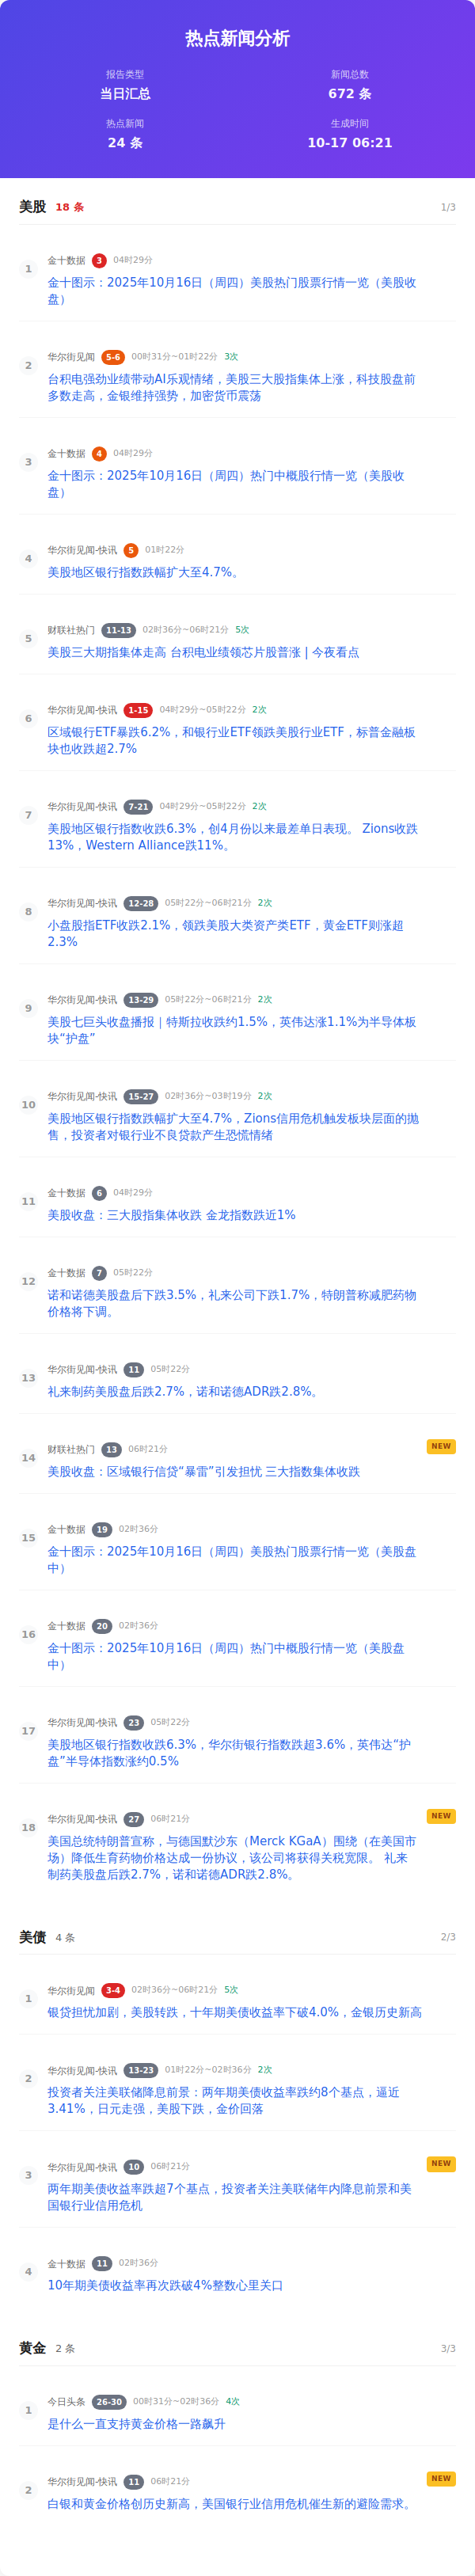 热点新闻分析
报告类型
新闻总数
当日汇总
672 条
热点新闻
生成时间
24 条
10-17 06:21
美股 18 条 1/3
1
金十数据 3 04时29分
金十图示：2025年10月16日（周四）美股热门股票行情一览（美股收
盘）
2
华尔街见闻 5-6 00时31分~01时22分 3次
台积电强劲业绩带动AI乐观情绪，美股三大股指集体上涨，科技股盘前
多数走高，金银维持强势，加密货币震荡
3
金十数据 4 04时29分
金十图示：2025年10月16日（周四）热门中概股行情一览（美股收
盘）
4
华尔街见闻-快讯 5 01时22分
美股地区银行指数跌幅扩大至4.7%。
5
财联社热门 11-13 02时36分~06时21分 5次
美股三大期指集体走高 台积电业绩领芯片股普涨 | 今夜看点
6
华尔街见闻-快讯 1-15 04时29分~05时22分 2次
区域银行ETF暴跌6.2%，和银行业ETF领跌美股行业ETF，标普金融板
块也收跌超2.7%
7
华尔街见闻-快讯 7-21 04时29分~05时22分 2次
美股地区银行指数收跌6.3%，创4月份以来最差单日表现。 Zions收跌
13%，Western Alliance跌11%。
8
华尔街见闻-快讯 12-28 05时22分~06时21分 2次
小盘股指ETF收跌2.1%，领跌美股大类资产类ETF，黄金ETF则涨超
2.3%
9
华尔街见闻-快讯 13-29 05时22分~06时21分 2次
美股七巨头收盘播报｜特斯拉收跌约1.5%，英伟达涨1.1%为半导体板
块“护盘”
10
华尔街见闻-快讯 15-27 02时36分~03时19分 2次
美股地区银行指数跌幅扩大至4.7%，Zions信用危机触发板块层面的抛
售，投资者对银行业不良贷款产生恐慌情绪
11
金十数据 6 04时29分
美股收盘：三大股指集体收跌 金龙指数跌近1%
12
金十数据 7 05时22分
诺和诺德美股盘后下跌3.5%，礼来公司下跌1.7%，特朗普称减肥药物
价格将下调。
13
华尔街见闻-快讯 11 05时22分
礼来制药美股盘后跌2.7%，诺和诺德ADR跌2.8%。
14
财联社热门 13 06时21分 NEW
美股收盘：区域银行信贷“暴雷”引发担忧 三大指数集体收跌
15
金十数据 19 02时36分
金十图示：2025年10月16日（周四）美股热门股票行情一览（美股盘
中）
16
金十数据 20 02时36分
金十图示：2025年10月16日（周四）热门中概股行情一览（美股盘
中）
17
华尔街见闻-快讯 23 05时22分
美股地区银行指数收跌6.3%，华尔街银行指数跌超3.6%，英伟达“护
盘”半导体指数涨约0.5%
18
华尔街见闻-快讯 27 06时21分 NEW
美国总统特朗普宣称，与德国默沙东（Merck KGaA）围绕（在美国市
场）降低生育药物价格达成一份协议，该公司将获得关税宽限。 礼来
制药美股盘后跌2.7%，诺和诺德ADR跌2.8%。
美债 4 条 2/3
1
华尔街见闻 3-4 02时36分~06时21分 5次
银贷担忧加剧，美股转跌，十年期美债收益率下破4.0%，金银历史新高
2
华尔街见闻-快讯 13-23 01时22分~02时36分 2次
投资者关注美联储降息前景：两年期美债收益率跌约8个基点，逼近
3.41%，日元走强，美股下跌，金价回落
3
华尔街见闻-快讯 10 06时21分 NEW
两年期美债收益率跌超7个基点，投资者关注美联储年内降息前景和美
国银行业信用危机
4
金十数据 11 02时36分
10年期美债收益率再次跌破4%整数心里关口
黄金 2 条 3/3
1
今日头条 26-30 00时31分~02时36分 4次
是什么一直支持黄金价格一路飙升
2
华尔街见闻-快讯 11 06时21分 NEW
白银和黄金价格创历史新高，美国银行业信用危机催生新的避险需求。